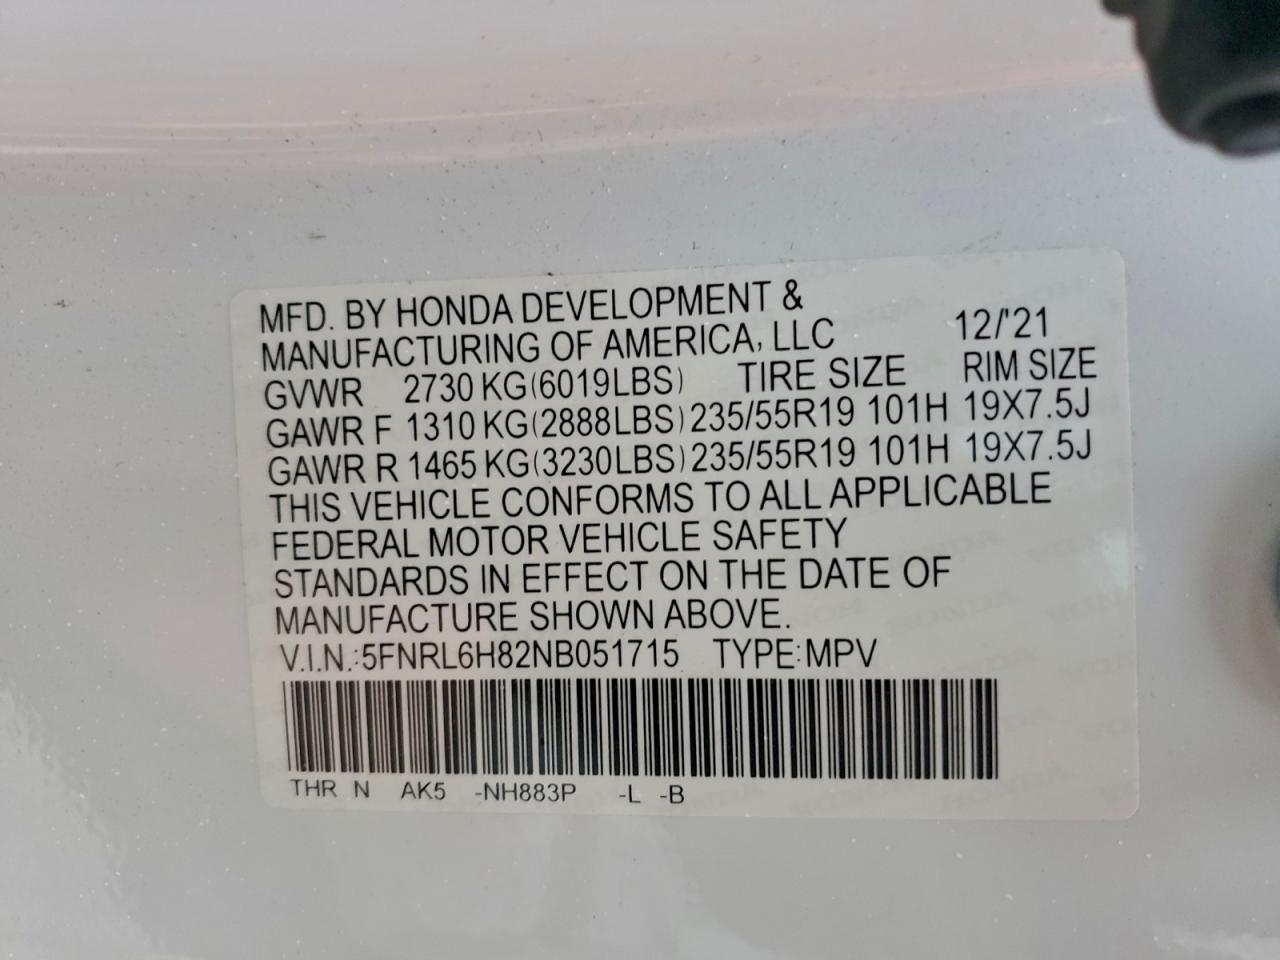 MFD. BY HONDA DEVELOPMENT &
MANUFACTURING OF AMERICA, LLC 12/'21
GVWR 2730 KG(6019LBS) TIRE SIZE RIM SIZE
GAWR F 1310 KG(2888LBS) 235/55R19 101H 19X7.5J
GAWR R 1465 KG(3230LBS) 235/55R19 101H 19X7.5J
THIS VEHICLE CONFORMS TO ALL APPLICABLE
FEDERAL MOTOR VEHICLE SAFETY
STANDARDS IN EFFECT ON THE DATE OF
MANUFACTURE SHOWN ABOVE.
V.I.N.:5FNRL6H82NB051715 TYPE:MPV
THR N AK5 -NH883P -L -B